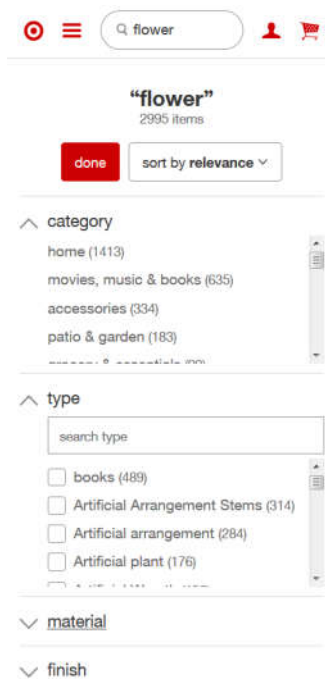 flower
“flower”
2995 items
done
sort by relevance
category
home (1413)
movies, music & books (635)
accessories (334)
patio & garden (183)
type
search type
books (489)
Artificial Arrangement Stems (314)
Artificial arrangement (284)
Artificial plant (176)
material
finish